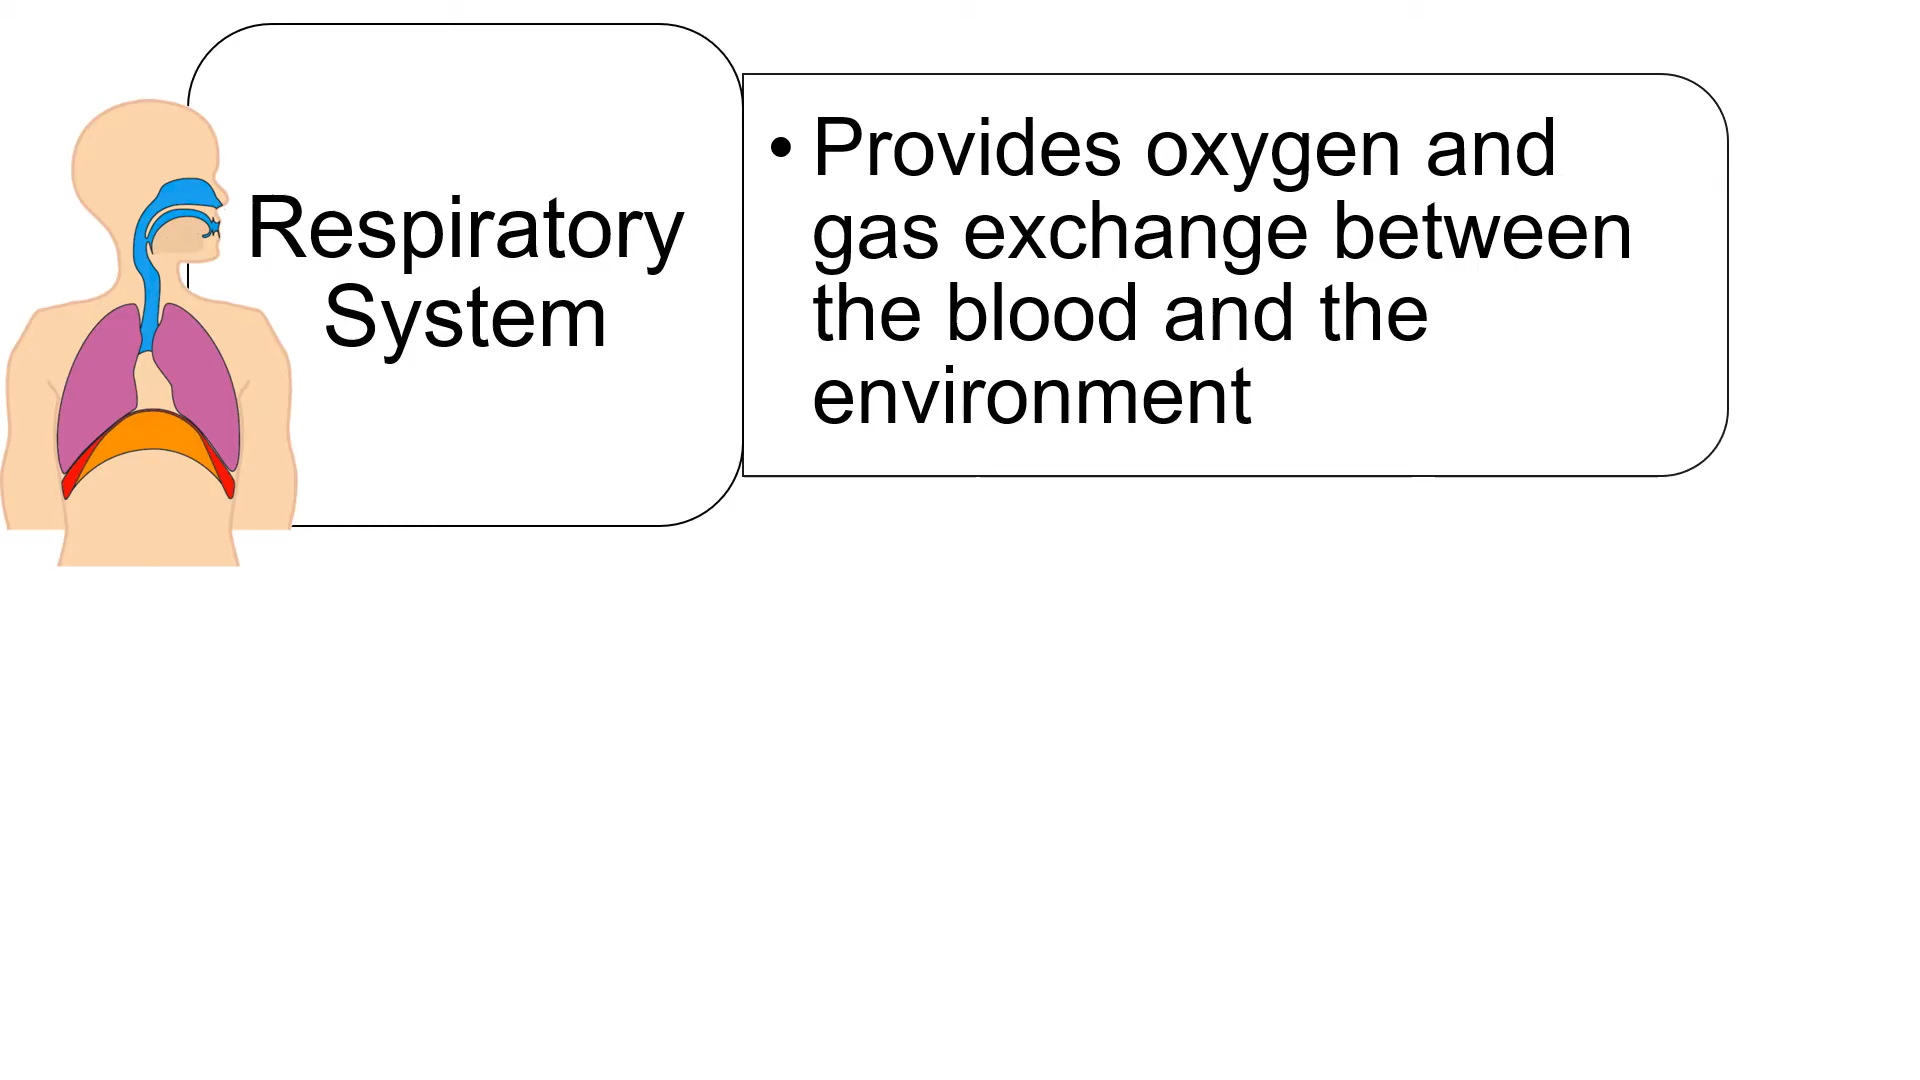 Respiratory
System
• Provides oxygen and
gas exchange between
the blood and the
environment